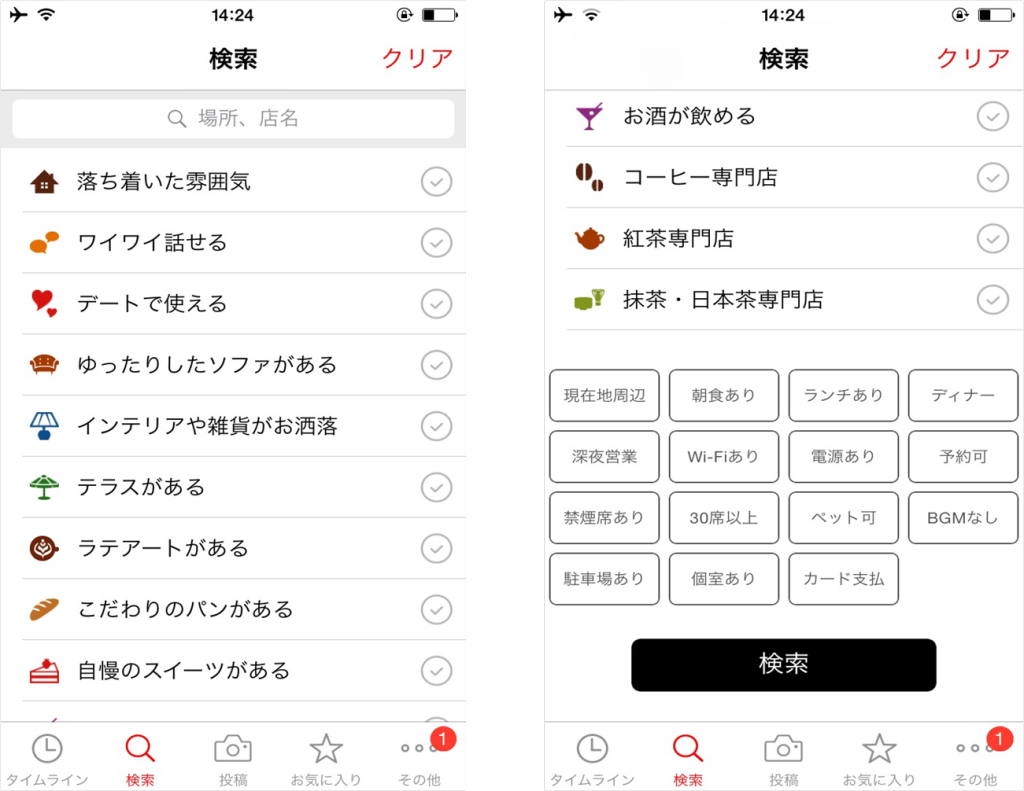 14:24
検索
クリア
場所、店名
落ち着いた雰囲気
ワイワイ話せる
デートで使える
ゆったりしたソファがある
インテリアや雑貨がお洒落
テラスがある
ラテアートがある
こだわりのパンがある
自慢のスイーツがある
1
タイムライン
検索
投稿
お気に入り
その他
14:24
検索
クリア
お酒が飲める
コーヒー専門店
紅茶専門店
抹茶・日本茶専門店
現在地周辺 朝食あり ランチあり ディナー
深夜営業 Wi-Fiあり 電源あり 予約可
禁煙席あり 30席以上 ペット可 BGMなし
駐車場あり 個室あり カード支払
検索
1
タイムライン
検索
投稿
お気に入り
その他